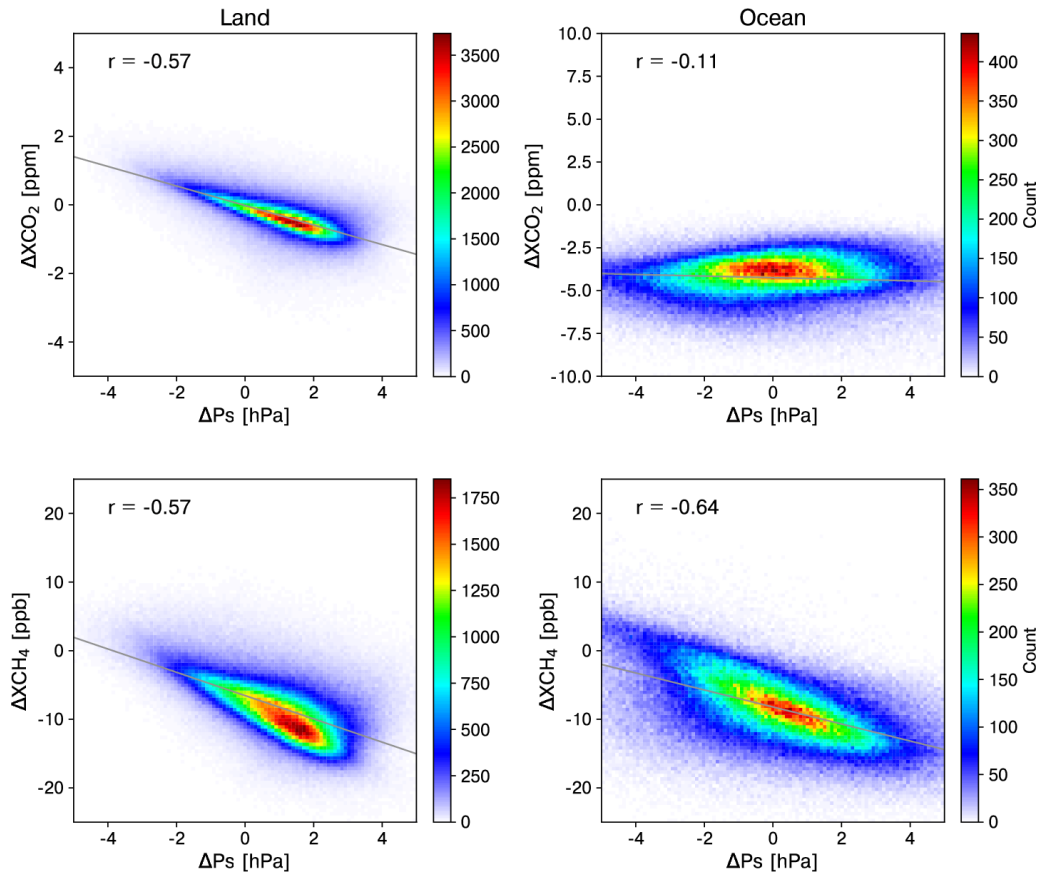 Land
Ocean
r = -0.57
4
2
0
-2
-4
ΔXCO₂ [ppm]
-4 -2 0 2 4
ΔPs [hPa]
3500
3000
2500
2000
1500
1000
500
0
r = -0.11
10.0
7.5
5.0
2.5
0.0
-2.5
-5.0
-7.5
-10.0
ΔXCO₂ [ppm]
-4 -2 0 2 4
ΔPs [hPa]
400
350
300
250
200
150
100
50
0
Count
r = -0.57
20
10
0
-10
-20
ΔXCH₄ [ppb]
-4 -2 0 2 4
ΔPs [hPa]
1750
1500
1250
1000
750
500
250
0
r = -0.64
20
10
0
-10
-20
ΔXCH₄ [ppb]
-4 -2 0 2 4
ΔPs [hPa]
350
300
250
200
150
100
50
0
Count